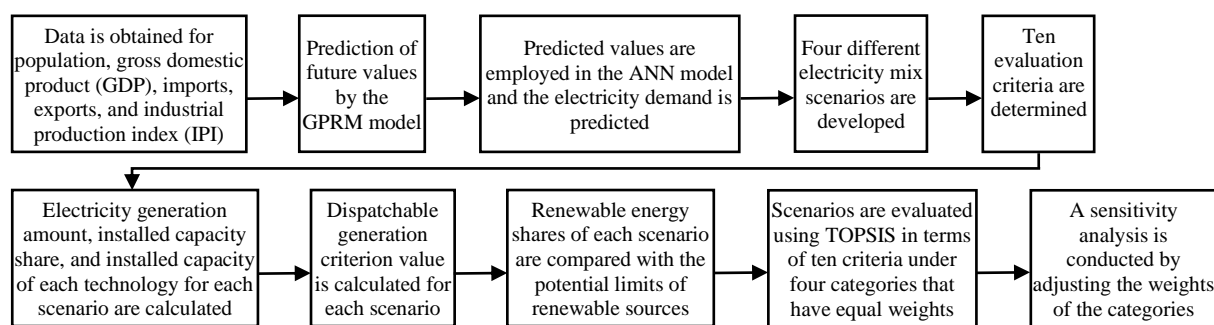 Data is obtained for
population, gross domestic
product (GDP), imports,
exports, and industrial
production index (IPI)
Prediction of
future values
by the
GPRM model
Predicted values are
employed in the ANN model
and the electricity demand is
predicted
Four different
electricity mix
scenarios are
developed
Ten
evaluation
criteria are
determined
Electricity generation
amount, installed capacity
share, and installed capacity
of each technology for each
scenario are calculated
Dispatchable
generation
criterion value
is calculated for
each scenario
Renewable energy
shares of each scenario
are compared with the
potential limits of
renewable sources
Scenarios are evaluated
using TOPSIS in terms
of ten criteria under
four categories that
have equal weights
A sensitivity
analysis is
conducted by
adjusting the weights
of the categories